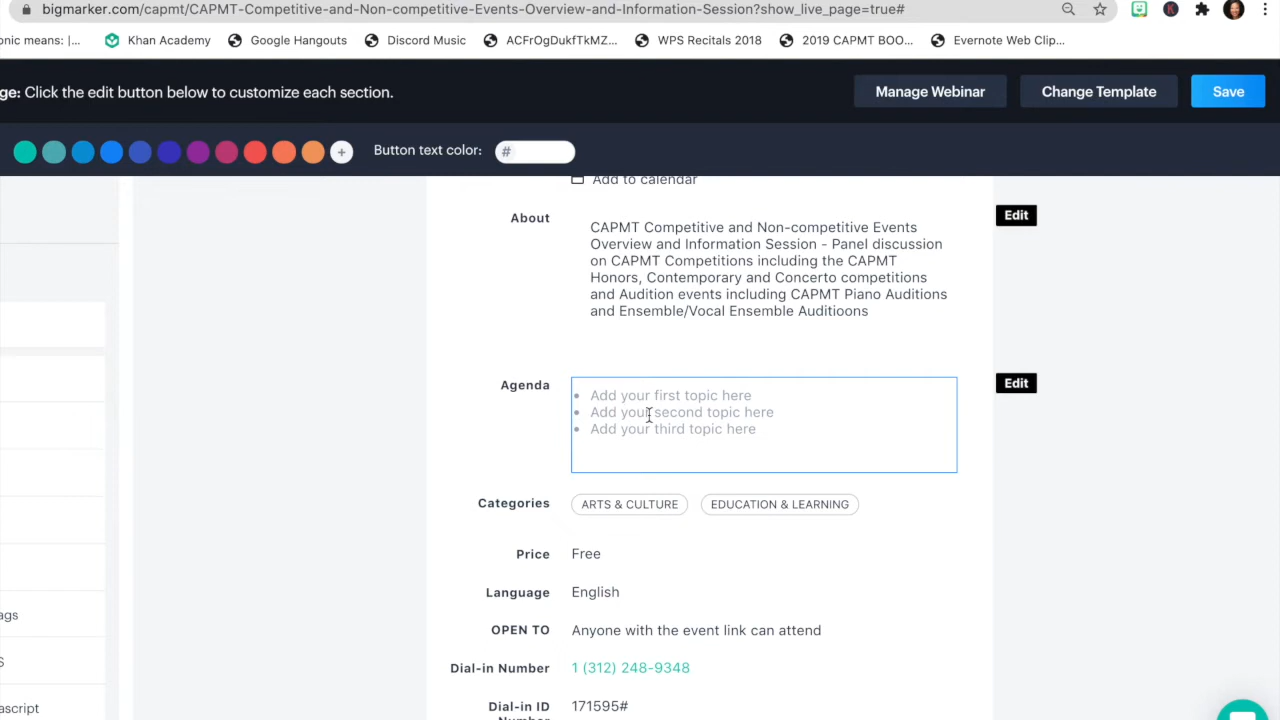 bigmarker.com/capmt/CAPMT-Competitive-and-Non-competitive-Events-Overview-and-Information-Session?show_live_page=true#
K
onic means: |...
Khan Academy
Google Hangouts
Discord Music
ACFrOgDukfTkMZ...
WPS Recitals 2018
2019 CAPMT BOO...
Evernote Web Clip...
ge: Click the edit button below to customize each section.
Manage Webinar
Change Template
Save
+
Button text color:
#
Add to calendar
About
CAPMT Competitive and Non-competitive Events
Overview and Information Session - Panel discussion
on CAPMT Competitions including the CAPMT
Honors, Contemporary and Concerto competitions
and Audition events including CAPMT Piano Auditions
and Ensemble/Vocal Ensemble Auditioons
Edit
Agenda
• Add your first topic here
• Add your second topic here
• Add your third topic here
Edit
Categories
ARTS & CULTURE
EDUCATION & LEARNING
Price
Free
Language
English
OPEN TO
Anyone with the event link can attend
Dial-in Number
1 (312) 248-9348
Dial-in ID
Number
171595#
ags
S
ascript